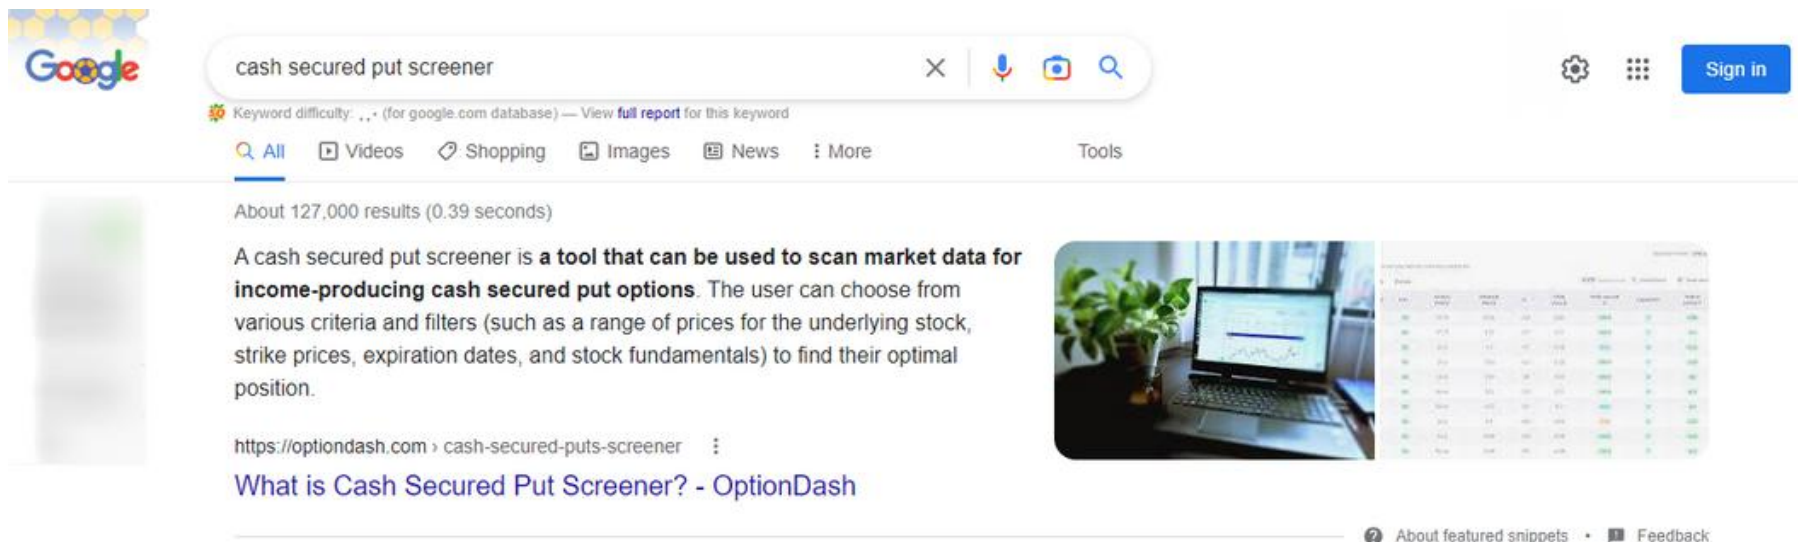 Google
cash secured put screener
Sign in
Keyword difficulty: (for google.com database) — View full report for this keyword
All Videos Shopping Images News More Tools
About 127,000 results (0.39 seconds)
A cash secured put screener is a tool that can be used to scan market data for
income-producing cash secured put options. The user can choose from
various criteria and filters (such as a range of prices for the underlying stock,
strike prices, expiration dates, and stock fundamentals) to find their optimal
position.
https://optiondash.com › cash-secured-puts-screener
What is Cash Secured Put Screener? - OptionDash
About featured snippets • Feedback